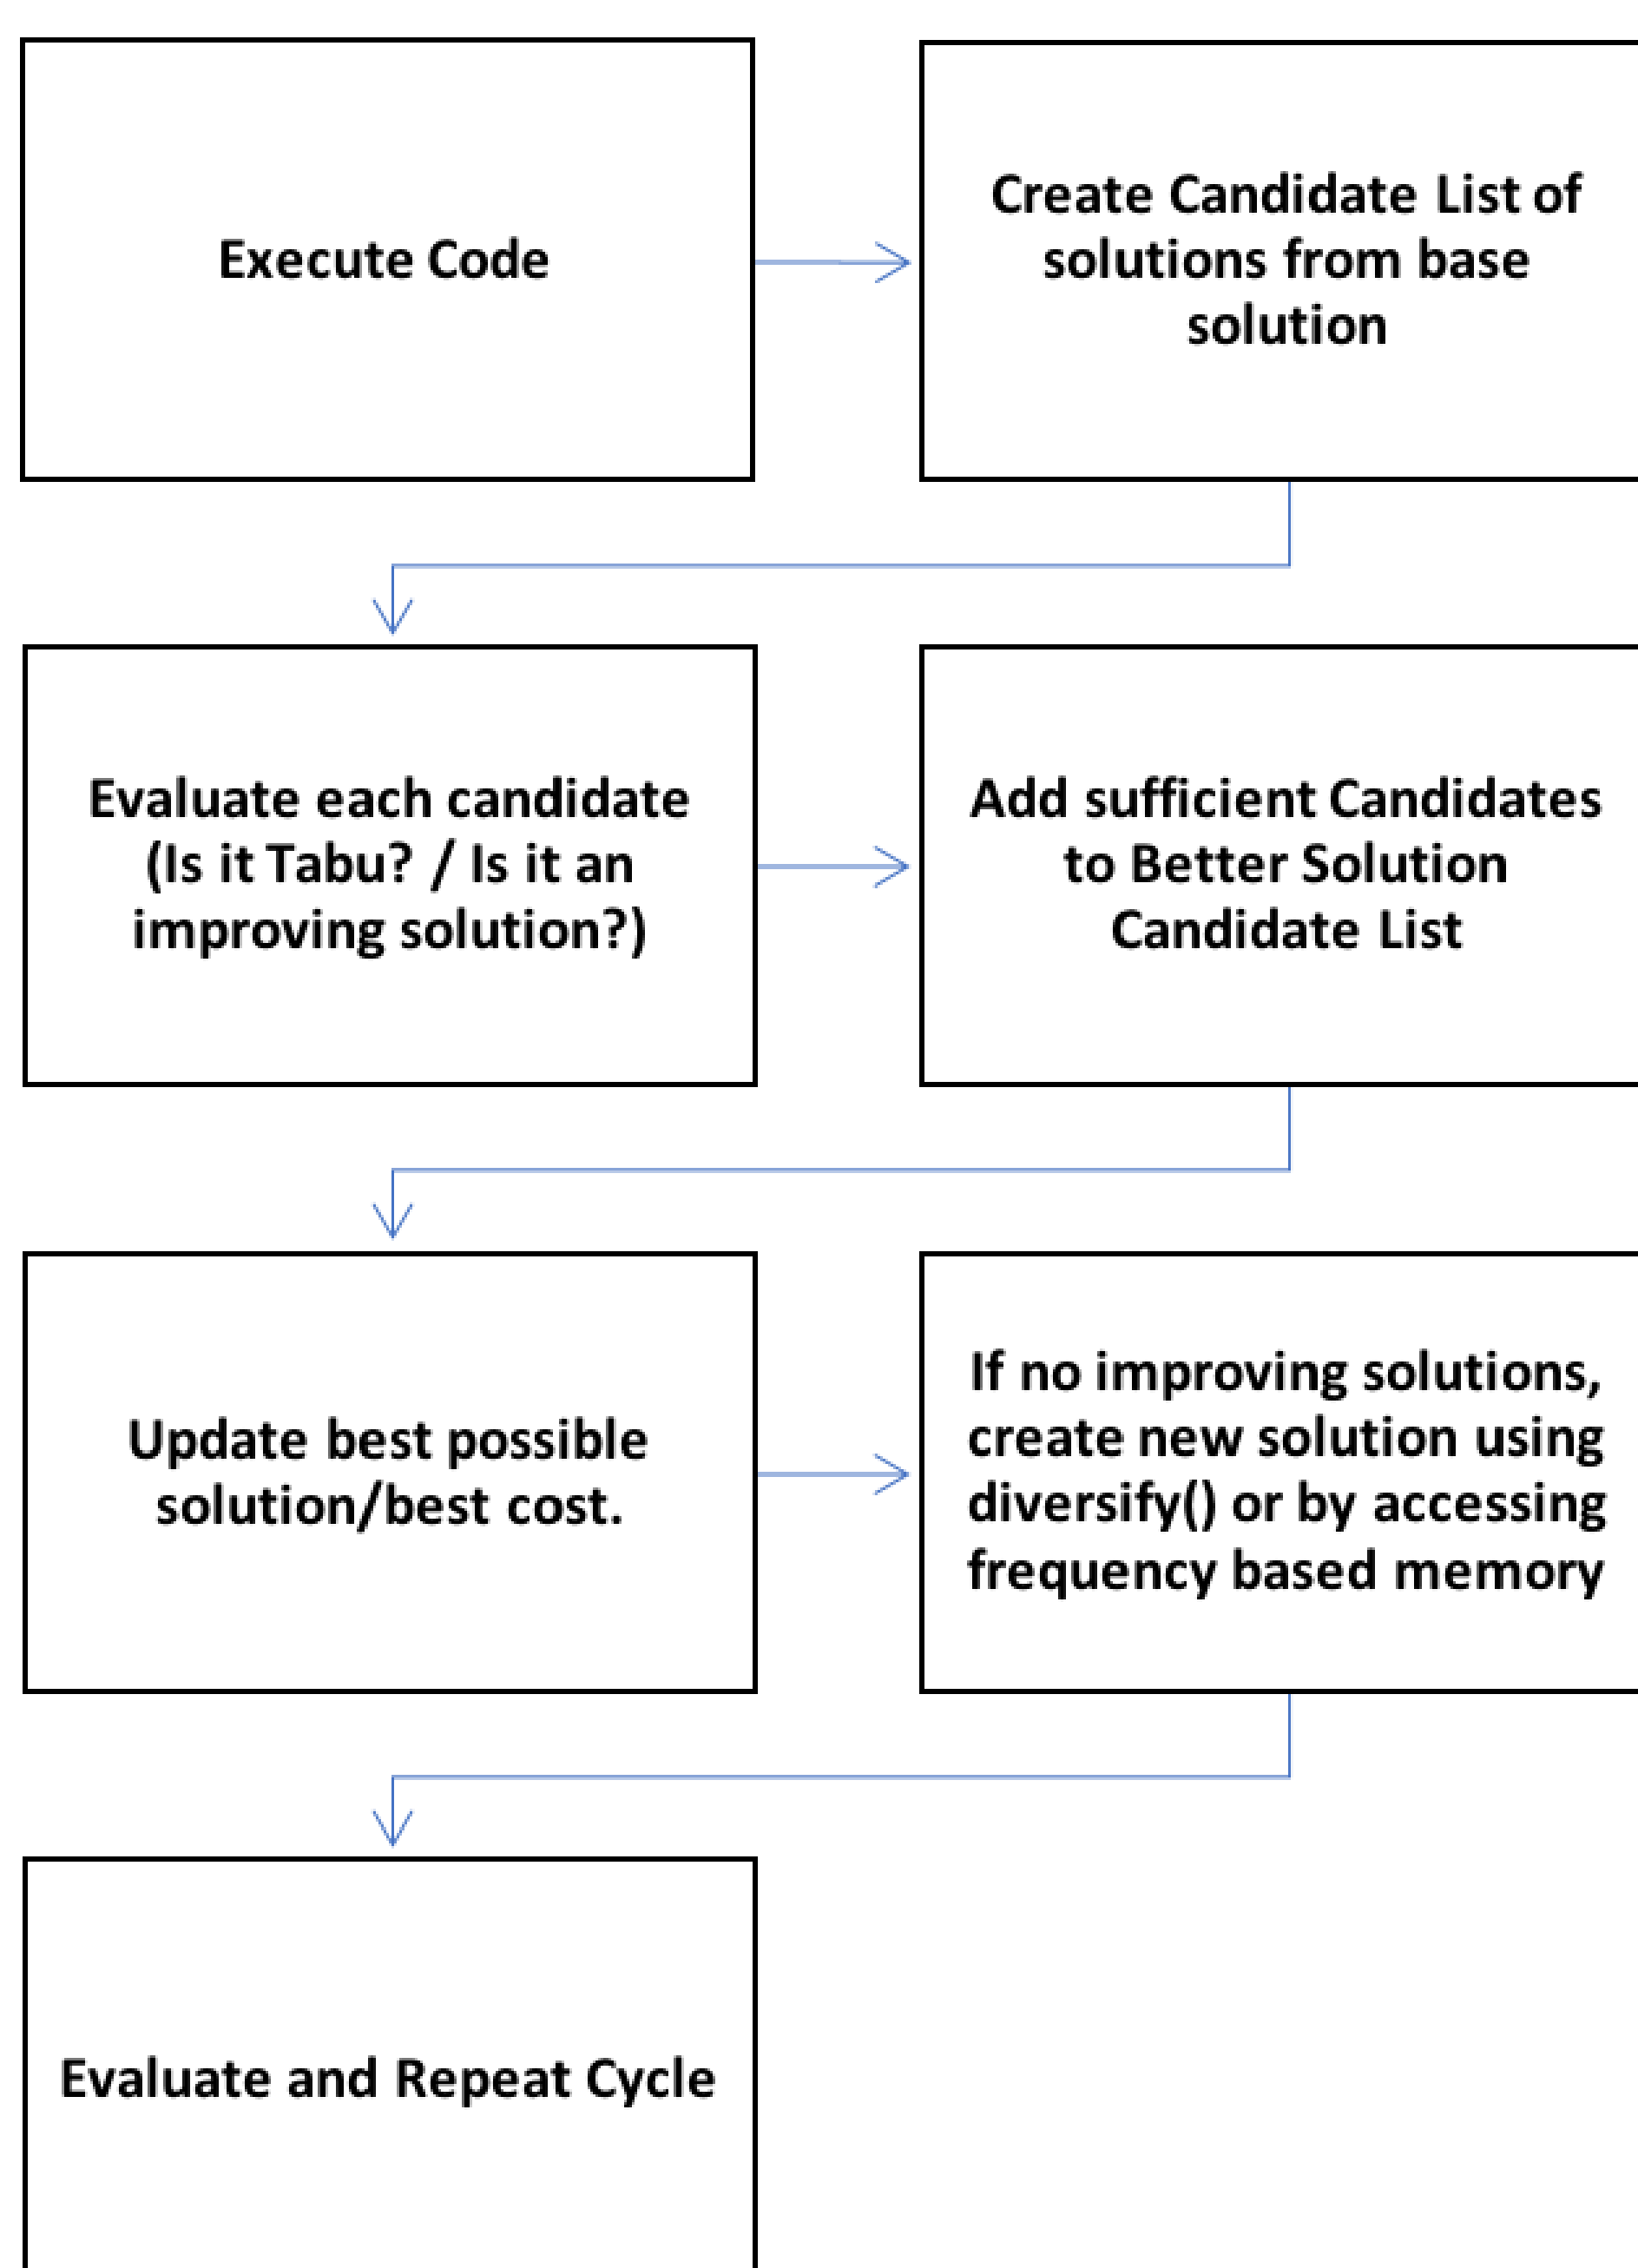 Execute Code
Create Candidate List of
solutions from base
solution
Evaluate each candidate
(Is it Tabu? / Is it an
improving solution?)
Add sufficient Candidates
to Better Solution
Candidate List
Update best possible
solution/best cost.
If no improving solutions,
create new solution using
diversify() or by accessing
frequency based memory
Evaluate and Repeat Cycle